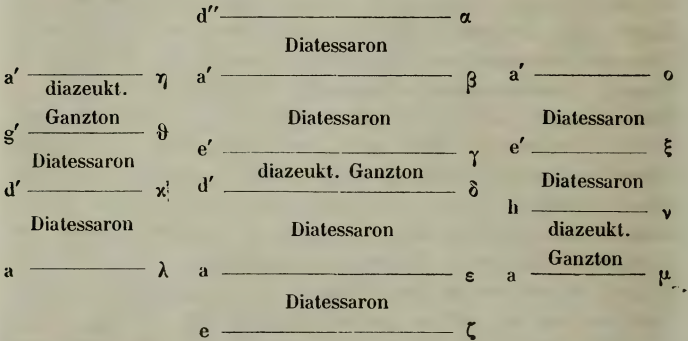 a′ η
diazeukt.
Ganzton
g′ ϑ
Diatessaron
d′ κ
Diatessaron
a λ
d′′ α
Diatessaron
a′ β
Diatessaron
e′ γ
diazeukt. Ganzton
d′ δ
Diatessaron
a ε
Diatessaron
e ζ
a′ ο
Diatessaron
e′ ξ
Diatessaron
h ν
diazeukt.
Ganzton
a μ